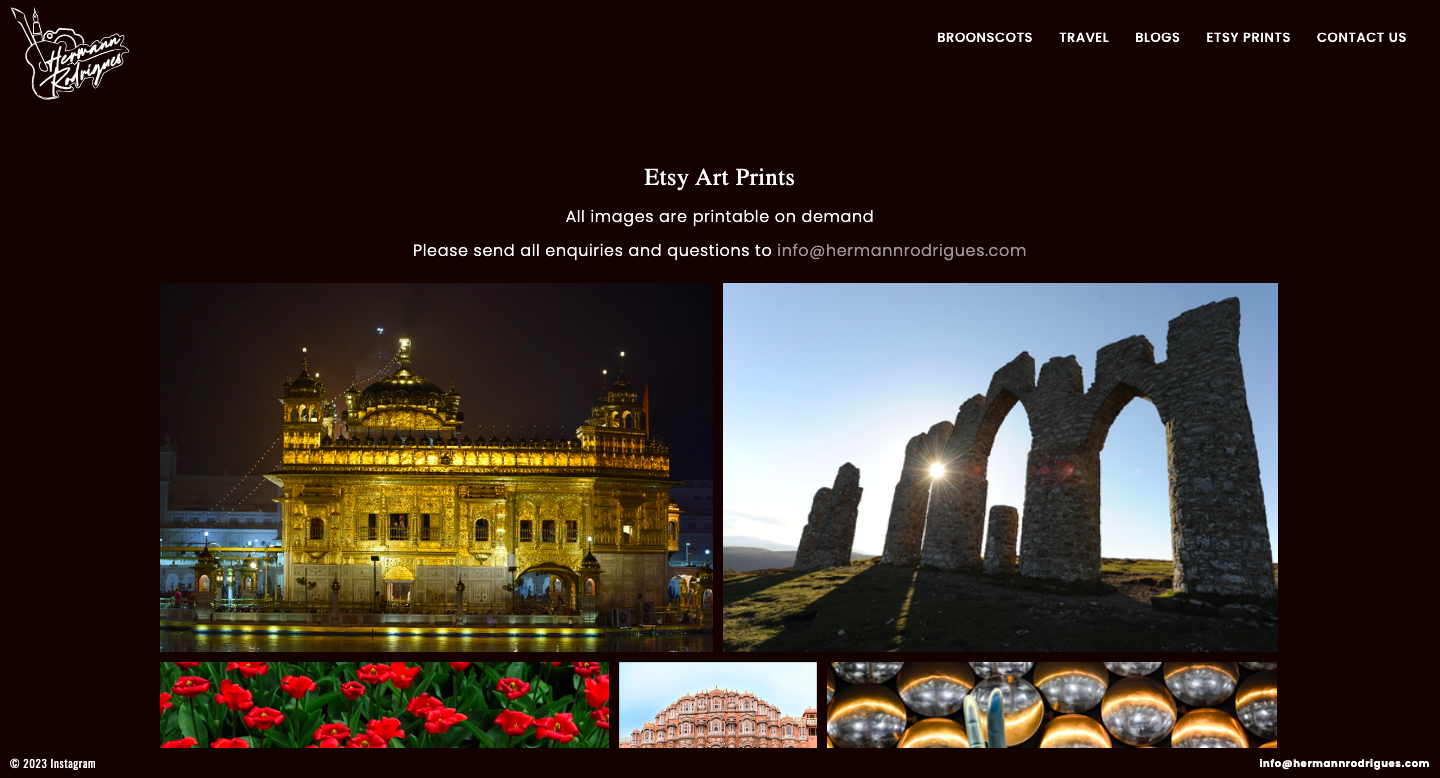 Hermann
Rodrigues
BROONSCOTS
TRAVEL
BLOGS
ETSY PRINTS
CONTACT US
Etsy Art Prints
All images are printable on demand
Please send all enquiries and questions to info@hermannrodrigues.com
© 2023 Instagram
info@hermannrodrigues.com